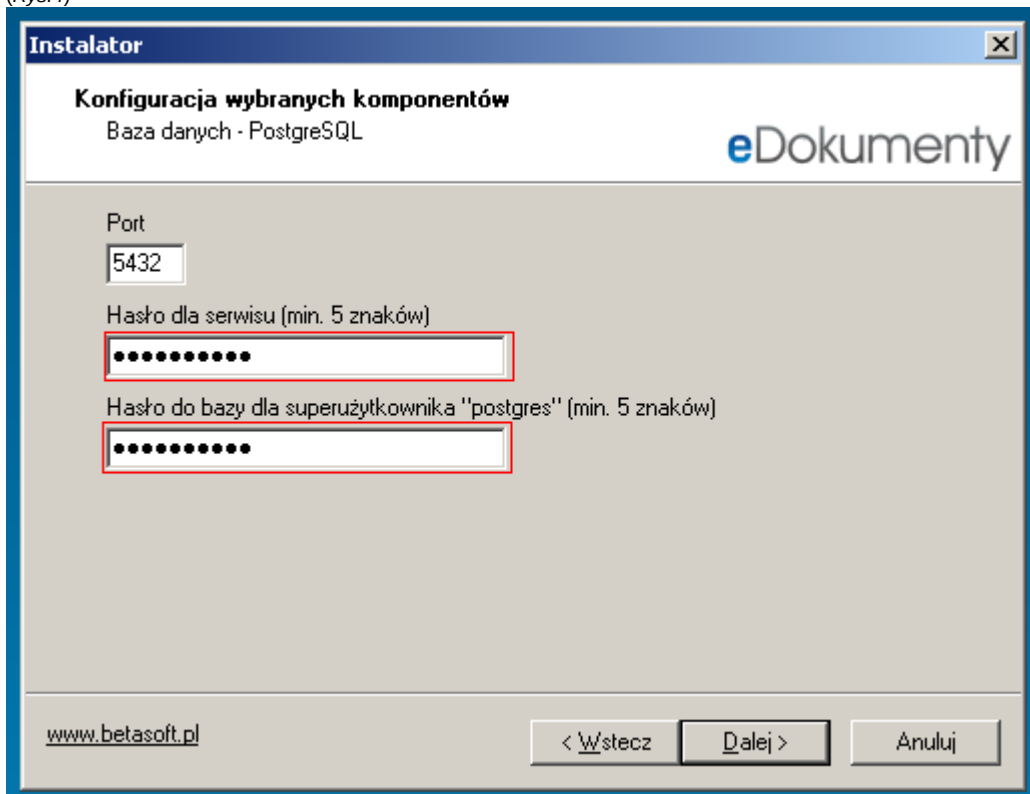 Instalator
Konfiguracja wybranych komponentów
Baza danych - PostgreSQL
eDokumenty
Port
5432
Hasło dla serwisu (min. 5 znaków)
••••••••••
Hasło do bazy dla superużytkownika "postgres" (min. 5 znaków)
••••••••••
www.betasoft.pl
< Wstecz
Dalej >
Anuluj